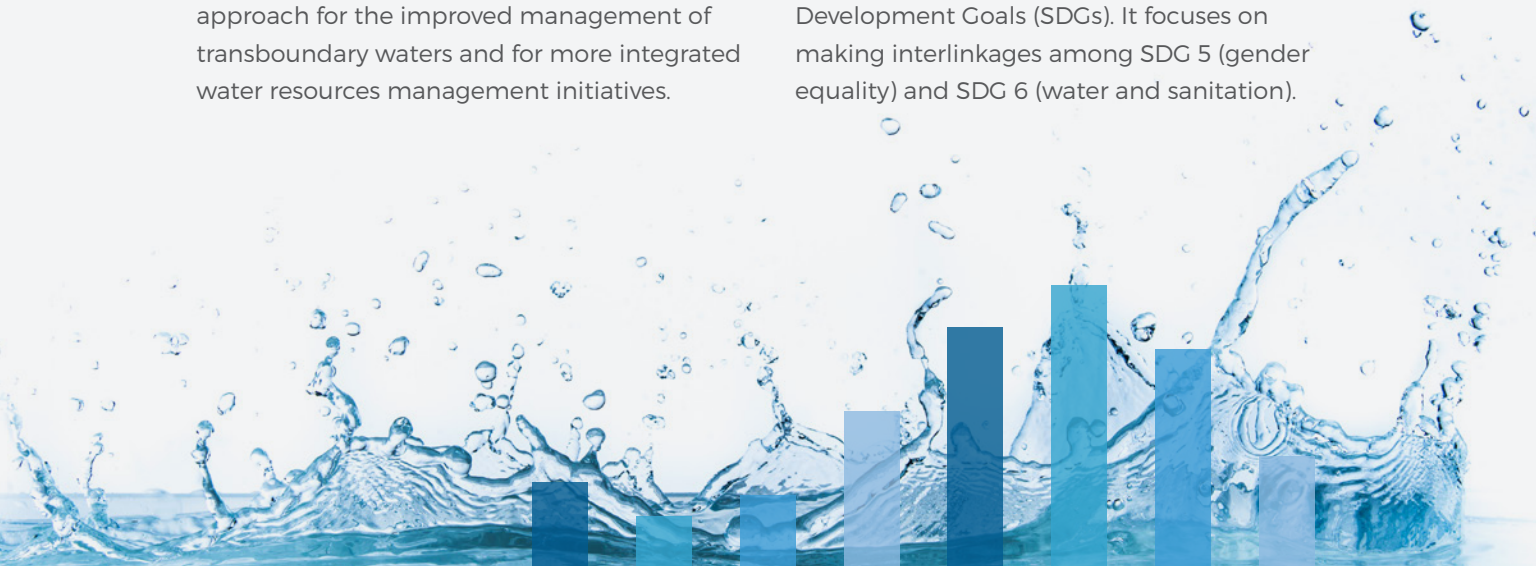 approach for the improved management of
transboundary waters and for more integrated
water resources management initiatives.
Development Goals (SDGs). It focuses on
making interlinkages among SDG 5 (gender
equality) and SDG 6 (water and sanitation).